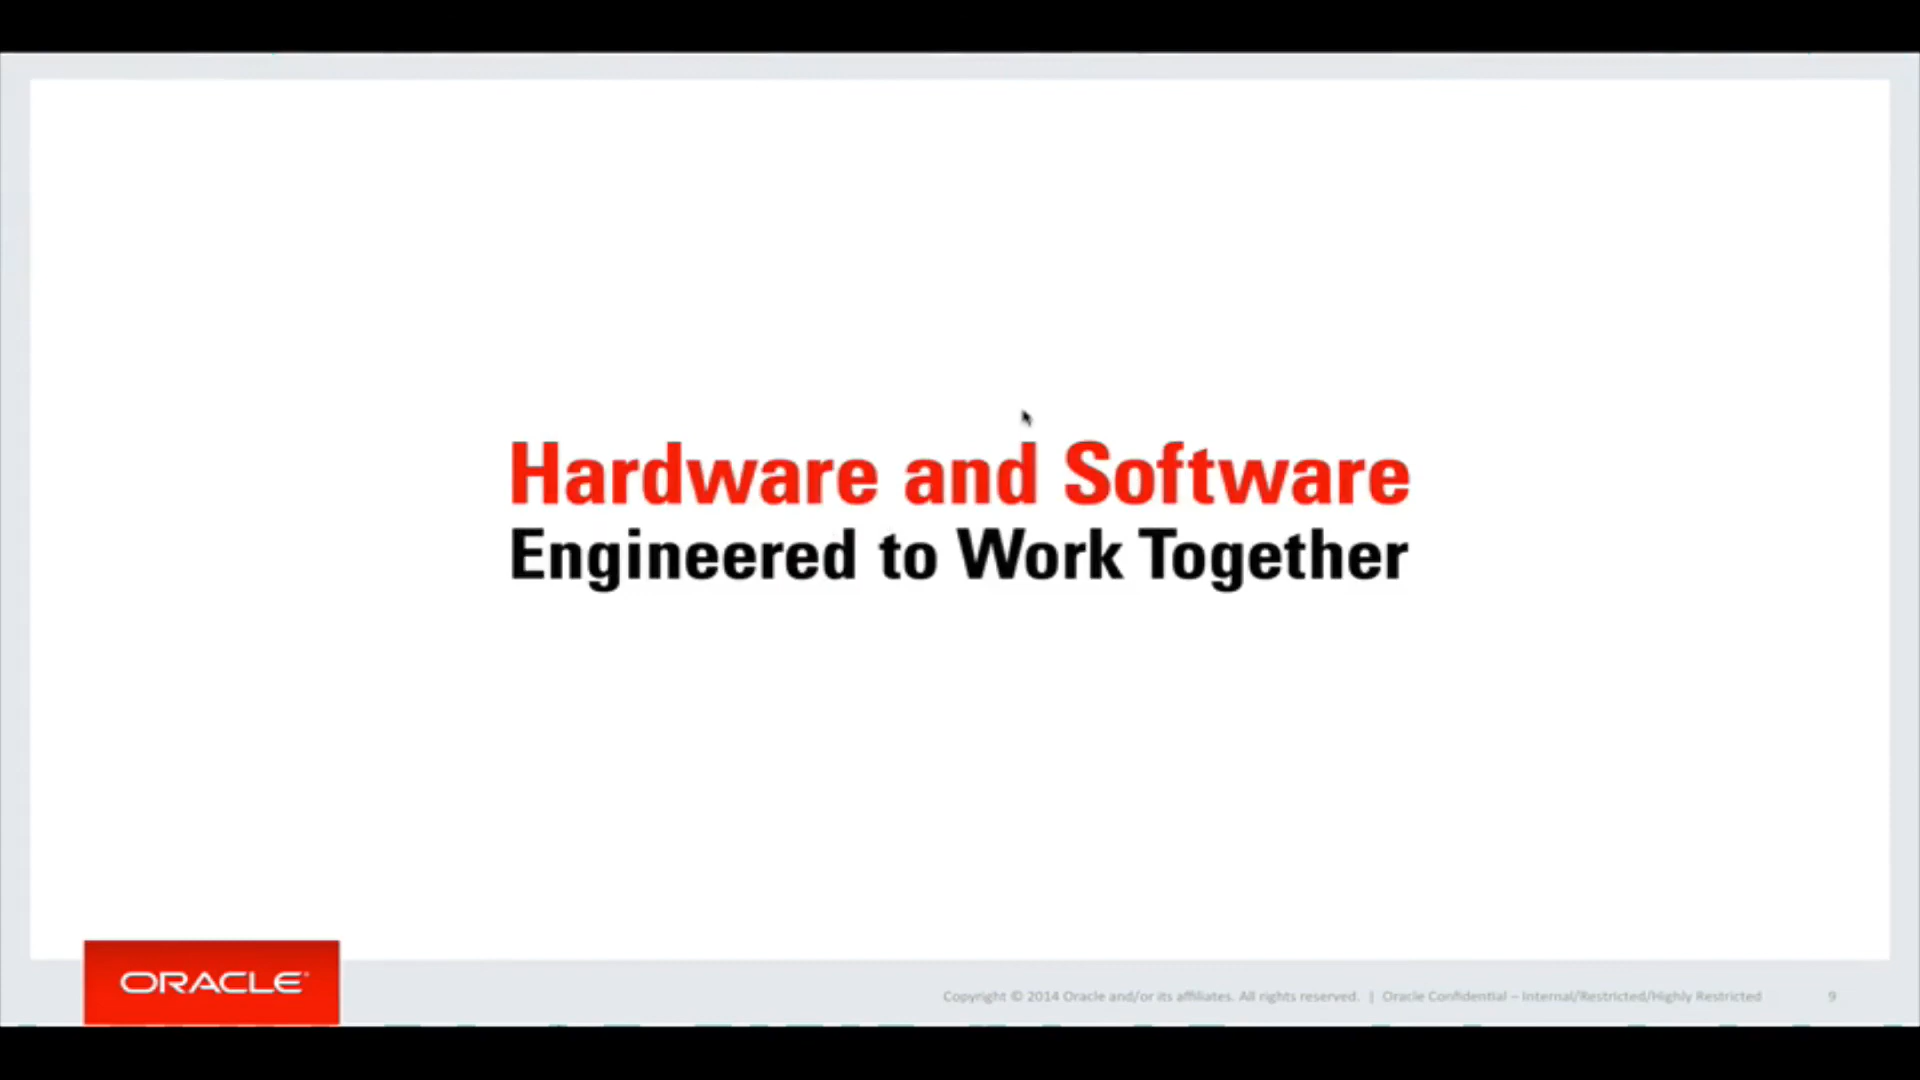 Hardware and Software
Engineered to Work Together
ORACLE
Copyright © 2014 Oracle and/or its affiliates. All rights reserved. | Oracle Confidential – Internal/Restricted/Highly Restricted 9